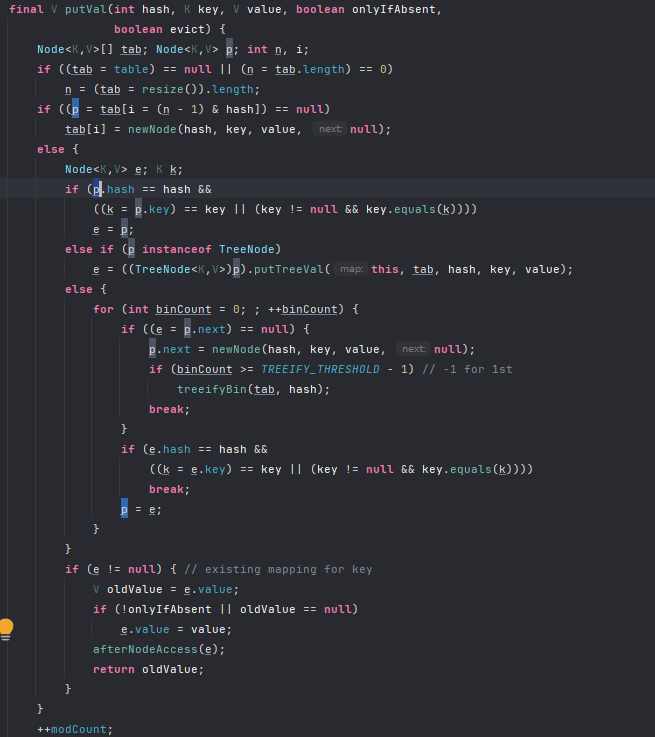 final V putVal(int hash, K key, V value, boolean onlyIfAbsent,
               boolean evict) {
    Node<K,V>[] tab; Node<K,V> p; int n, i;
    if ((tab = table) == null || (n = tab.length) == 0)
        n = (tab = resize()).length;
    if ((p = tab[i = (n - 1) & hash]) == null)
        tab[i] = newNode(hash, key, value, next: null);
    else {
        Node<K,V> e; K k;
        if (p.hash == hash &&
            ((k = p.key) == key || (key != null && key.equals(k))))
            e = p;
        else if (p instanceof TreeNode)
            e = ((TreeNode<K,V>)p).putTreeVal( map: this, tab, hash, key, value);
        else {
            for (int binCount = 0; ; ++binCount) {
                if ((e = p.next) == null) {
                    p.next = newNode(hash, key, value, next: null);
                    if (binCount >= TREEIFY_THRESHOLD - 1) // -1 for 1st
                        treeifyBin(tab, hash);
                    break;
                }
                if (e.hash == hash &&
                    ((k = e.key) == key || (key != null && key.equals(k))))
                    break;
                p = e;
            }
        }
        if (e != null) { // existing mapping for key
            V oldValue = e.value;
            if (!onlyIfAbsent || oldValue == null)
                e.value = value;
            afterNodeAccess(e);
            return oldValue;
        }
    }
    ++modCount;